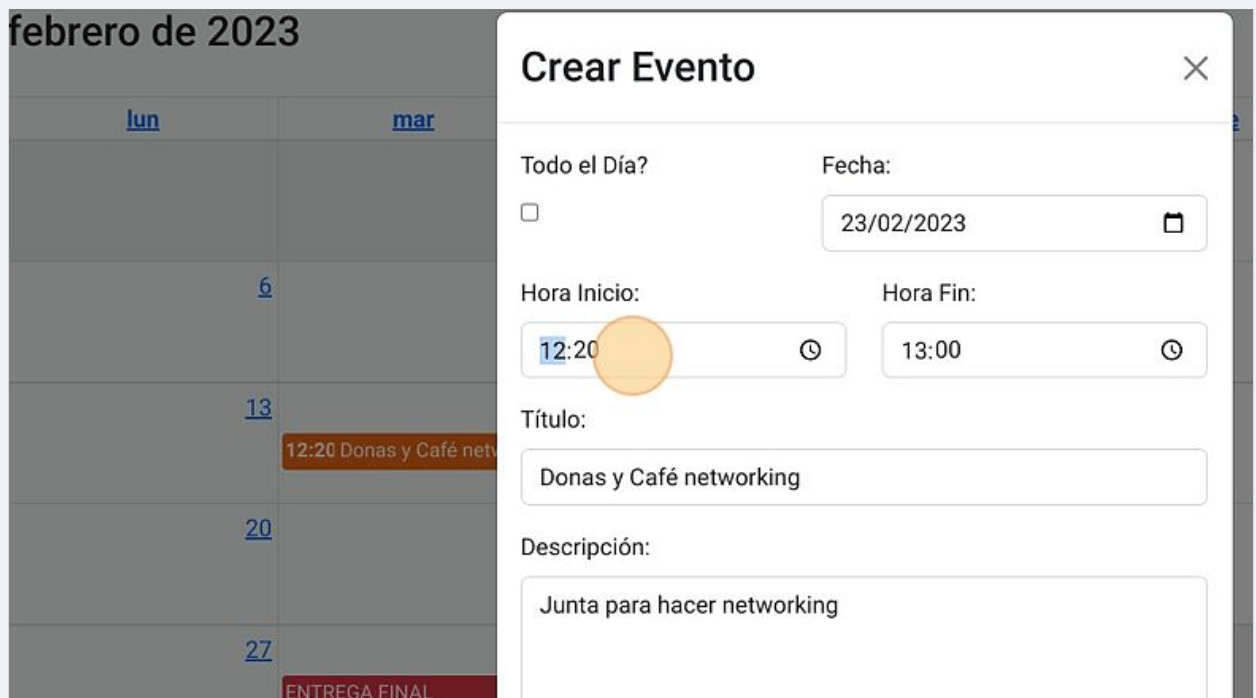 febrero de 2023
lun
mar
6
13
12:20 Donas y Café netw
20
27
ENTREGA FINAL
Crear Evento
Todo el Día?
Fecha:
23/02/2023
Hora Inicio:
Hora Fin:
12:20
13:00
Título:
Donas y Café networking
Descripción:
Junta para hacer networking